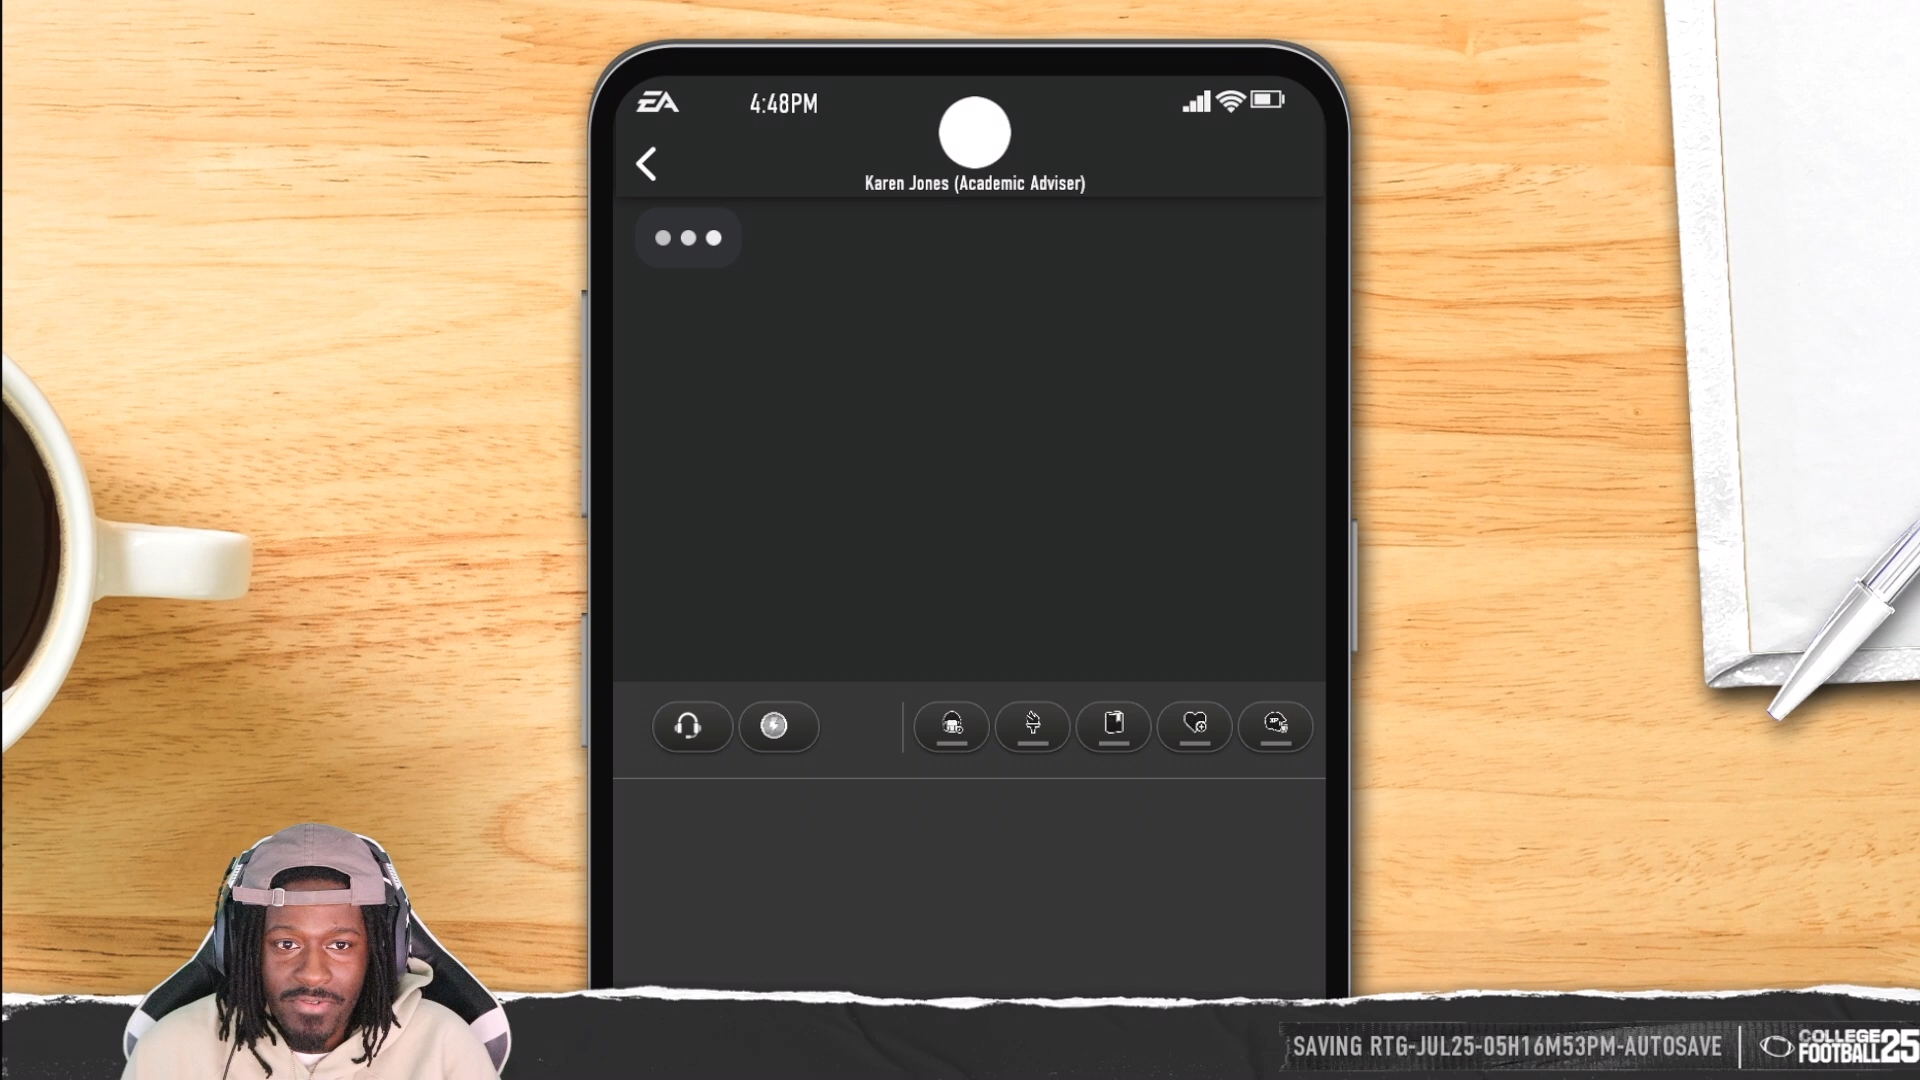 EA
4:48PM
Karen Jones (Academic Adviser)
SAVING RTG-JUL25-05H16M53PM-AUTOSAVE
COLLEGE
FOOTBALL 25